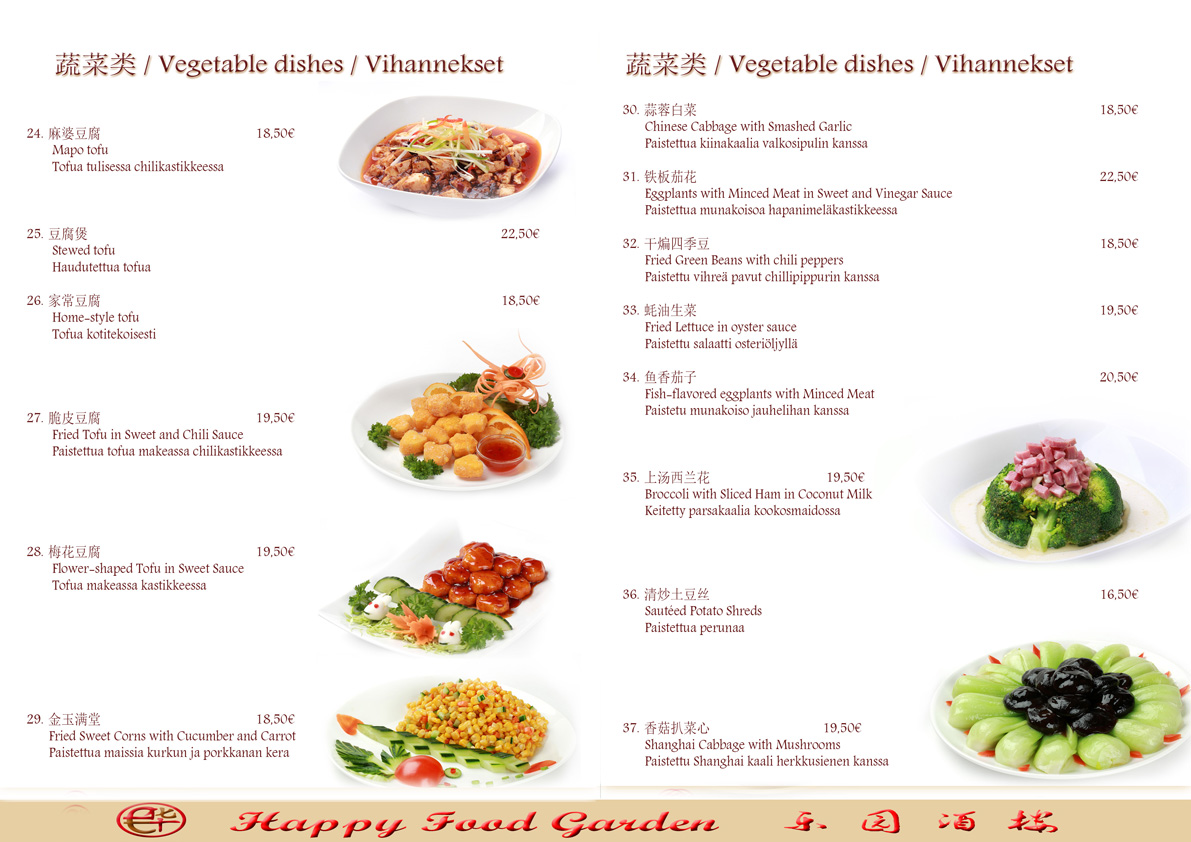 蔬菜类 / Vegetable dishes / Vihannekset
24. 麻婆豆腐 18,50€
Mapo tofu
Tofua tulisessa chilikastikkeessa
25. 豆腐煲 22,50€
Stewed tofu
Haudutettua tofua
26. 家常豆腐 18,50€
Home-style tofu
Tofua kotitekoisesti
27. 脆皮豆腐 19,50€
Fried Tofu in Sweet and Chili Sauce
Paistettua tofua makeassa chilikastikkeessa
28. 梅花豆腐 19,50€
Flower-shaped Tofu in Sweet Sauce
Tofua makeassa kastikkeessa
29. 金玉满堂 18,50€
Fried Sweet Corns with Cucumber and Carrot
Paistettua maissia kurkun ja porkkanan kera
蔬菜类 / Vegetable dishes / Vihannekset
30. 蒜蓉白菜 18,50€
Chinese Cabbage with Smashed Garlic
Paistettua kiinakaalia valkosipulin kanssa
31. 铁板茄花 22,50€
Eggplants with Minced Meat in Sweet and Vinegar Sauce
Paistettua munakoisoa hapanimeläkastikkeessa
32. 干煸四季豆 18,50€
Fried Green Beans with chili peppers
Paistettu vihreä pavut chillipippurin kanssa
33. 蚝油生菜 19,50€
Fried Lettuce in oyster sauce
Paistettu salaatti osteriöljyllä
34. 鱼香茄子 20,50€
Fish-flavored eggplants with Minced Meat
Paistetu munakoiso jauhelihan kanssa
35. 上汤西兰花 19,50€
Broccoli with Sliced Ham in Coconut Milk
Keitetty parsakaalia kookosmaidossa
36. 清炒土豆丝 16,50€
Sautéed Potato Shreds
Paistettua perunaa
37. 香菇扒菜心 19,50€
Shanghai Cabbage with Mushrooms
Paistettu Shanghai kaali herkkusienen kanssa
Happy Food Garden 乐园酒楼